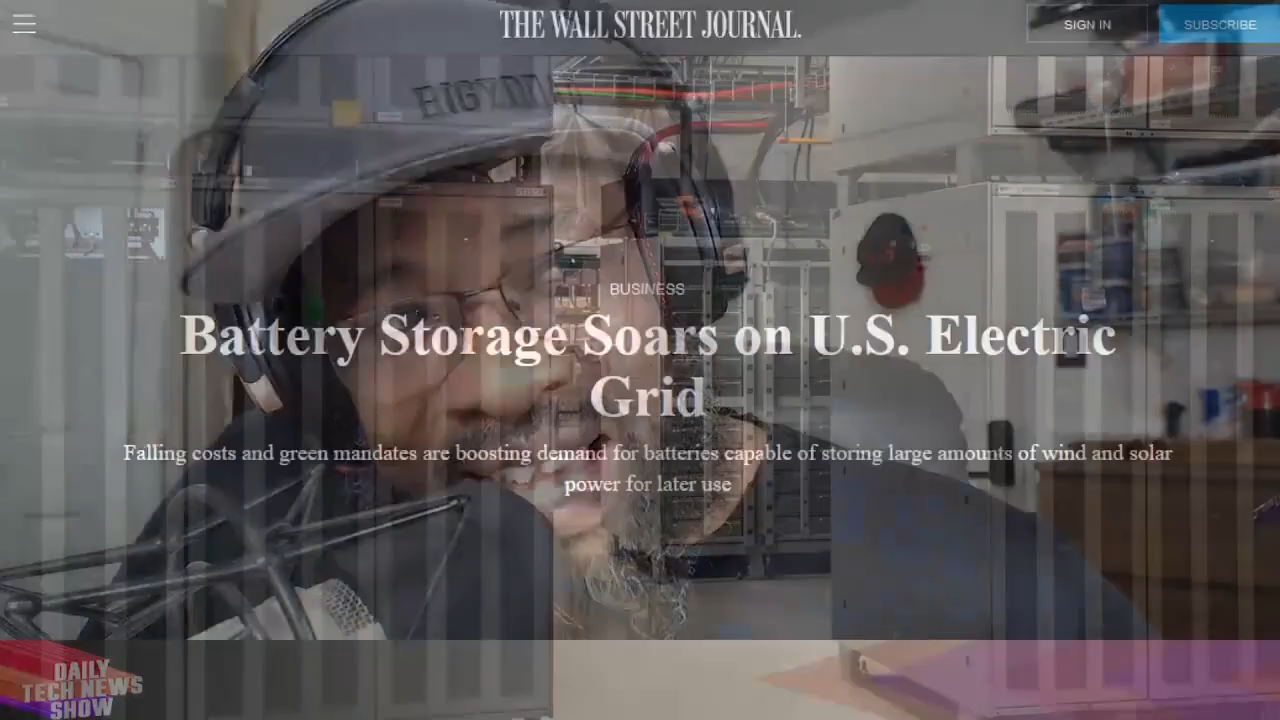 THE WALL STREET JOURNAL.
SIGN IN
SUBSCRIBE
BUSINESS
Battery Storage Soars on U.S. Electric
Grid
Falling costs and green mandates are boosting demand for batteries capable of storing large amounts of wind and solar
power for later use
DAILY
TECH NEWS
SHOW